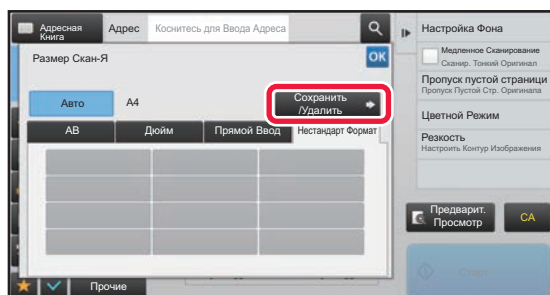 Адресная
Книга
Адрес
Коснитесь для Ввода Адреса
Размер Скан-Я
OK
Авто
A4
Сохранить
/Удалить
AB
Дюйм
Прямой Ввод
Нестандарт Формат
Прочие
Настройка Фона
Медленное Сканирование
Сканир. Тонкий Оригинал
Пропуск пустой страници
Пропуск Пустой Стр. Оригинала
Цветной Режим
Резкость
Настроить Контур Изображения
Предварит.
Просмотр
CA
Старт